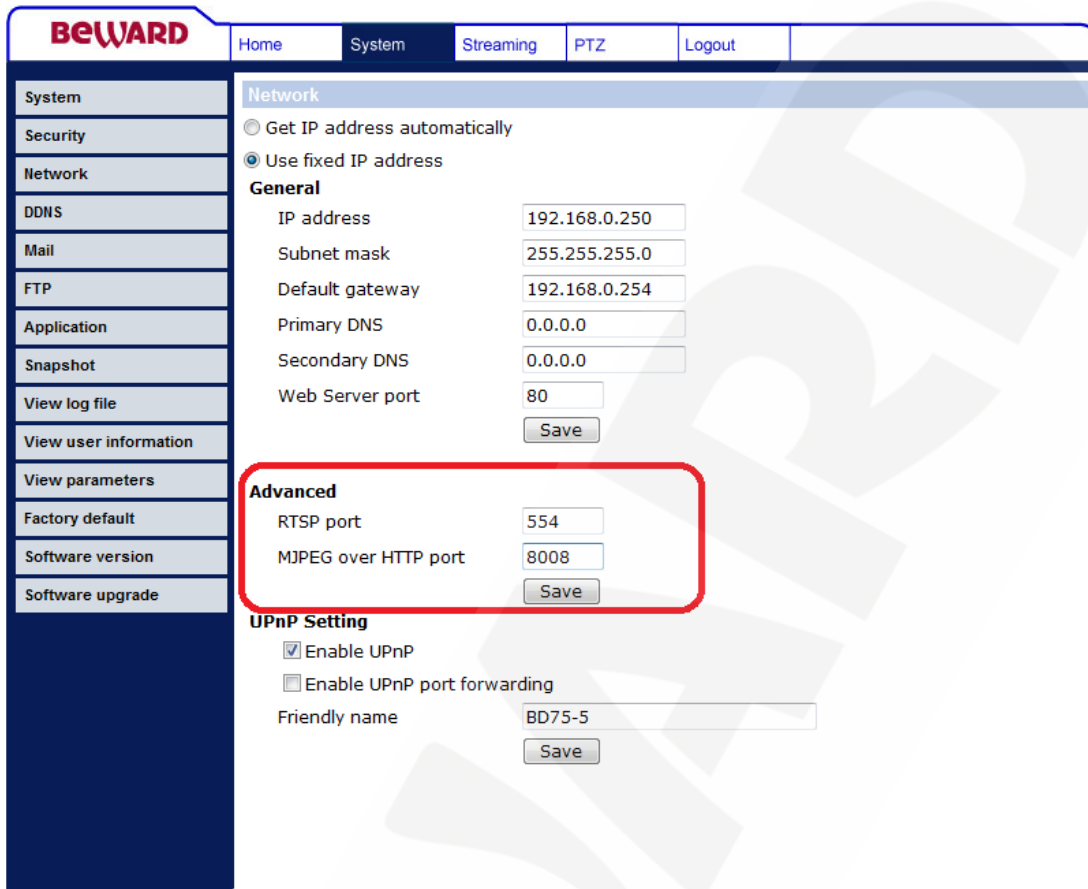 BEWARD
Home System Streaming PTZ Logout
System
Security
Network
DDNS
Mail
FTP
Application
Snapshot
View log file
View user information
View parameters
Factory default
Software version
Software upgrade
Network
Get IP address automatically
Use fixed IP address
General
IP address 192.168.0.250
Subnet mask 255.255.255.0
Default gateway 192.168.0.254
Primary DNS 0.0.0.0
Secondary DNS 0.0.0.0
Web Server port 80
Save
Advanced
RTSP port 554
MJPEG over HTTP port 8008
Save
UPnP Setting
Enable UPnP
Enable UPnP port forwarding
Friendly name BD75-5
Save